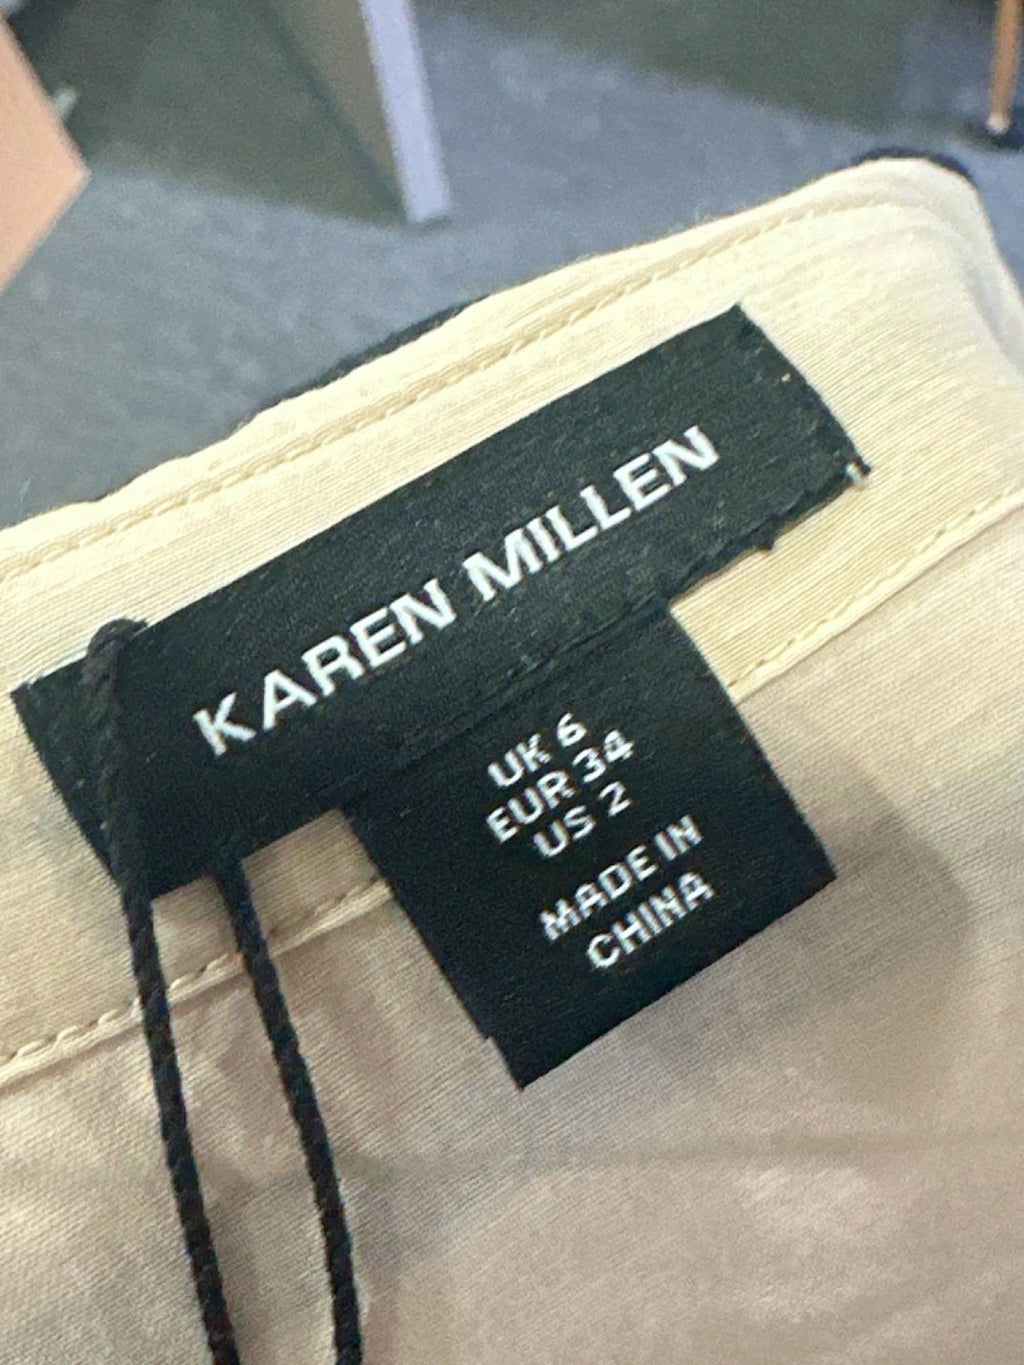 KAREN MILLEN
UK 6
EUR 34
US 2
MADE IN
CHINA